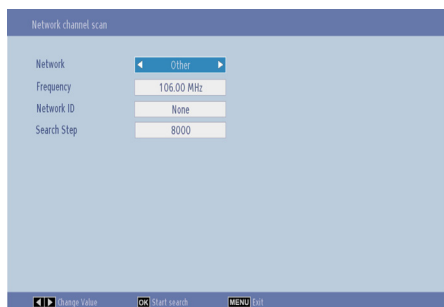 Network channel scan
Network Other
Frequency 106.00 MHz
Network ID None
Search Step 8000
Change Value OK Start search MENU Exit